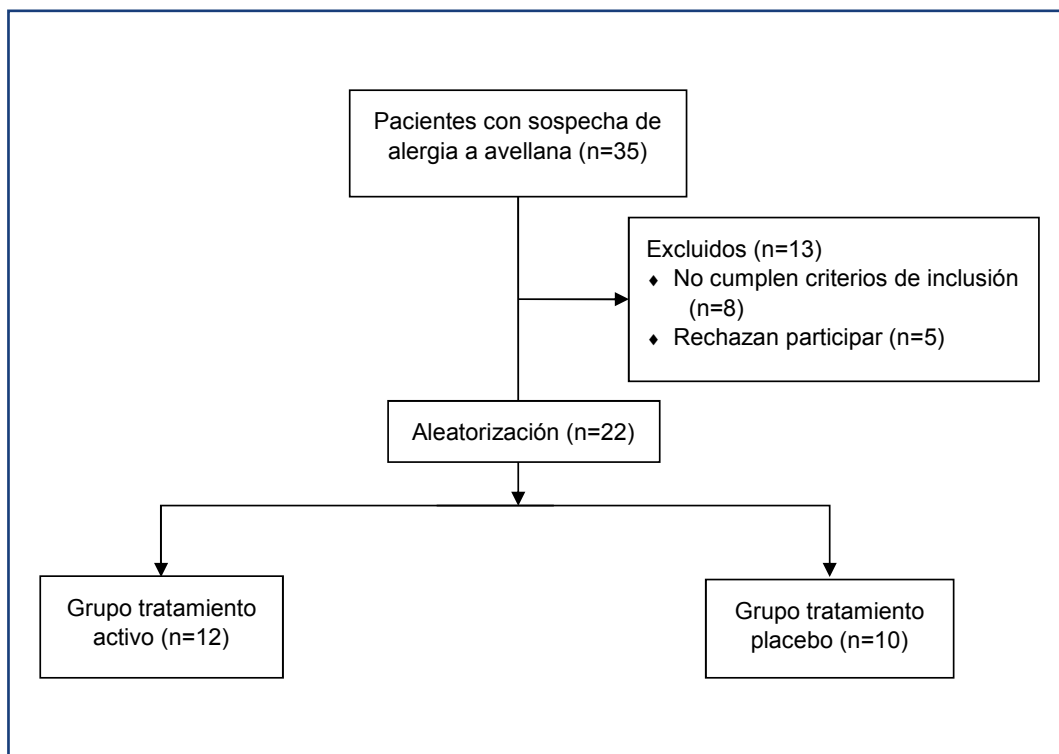 Pacientes con sospecha de
alergia a avellana (n=35)
Excluidos (n=13)
♦ No cumplen criterios de inclusión
(n=8)
♦ Rechazan participar (n=5)
Aleatorización (n=22)
Grupo tratamiento
activo (n=12)
Grupo tratamiento
placebo (n=10)